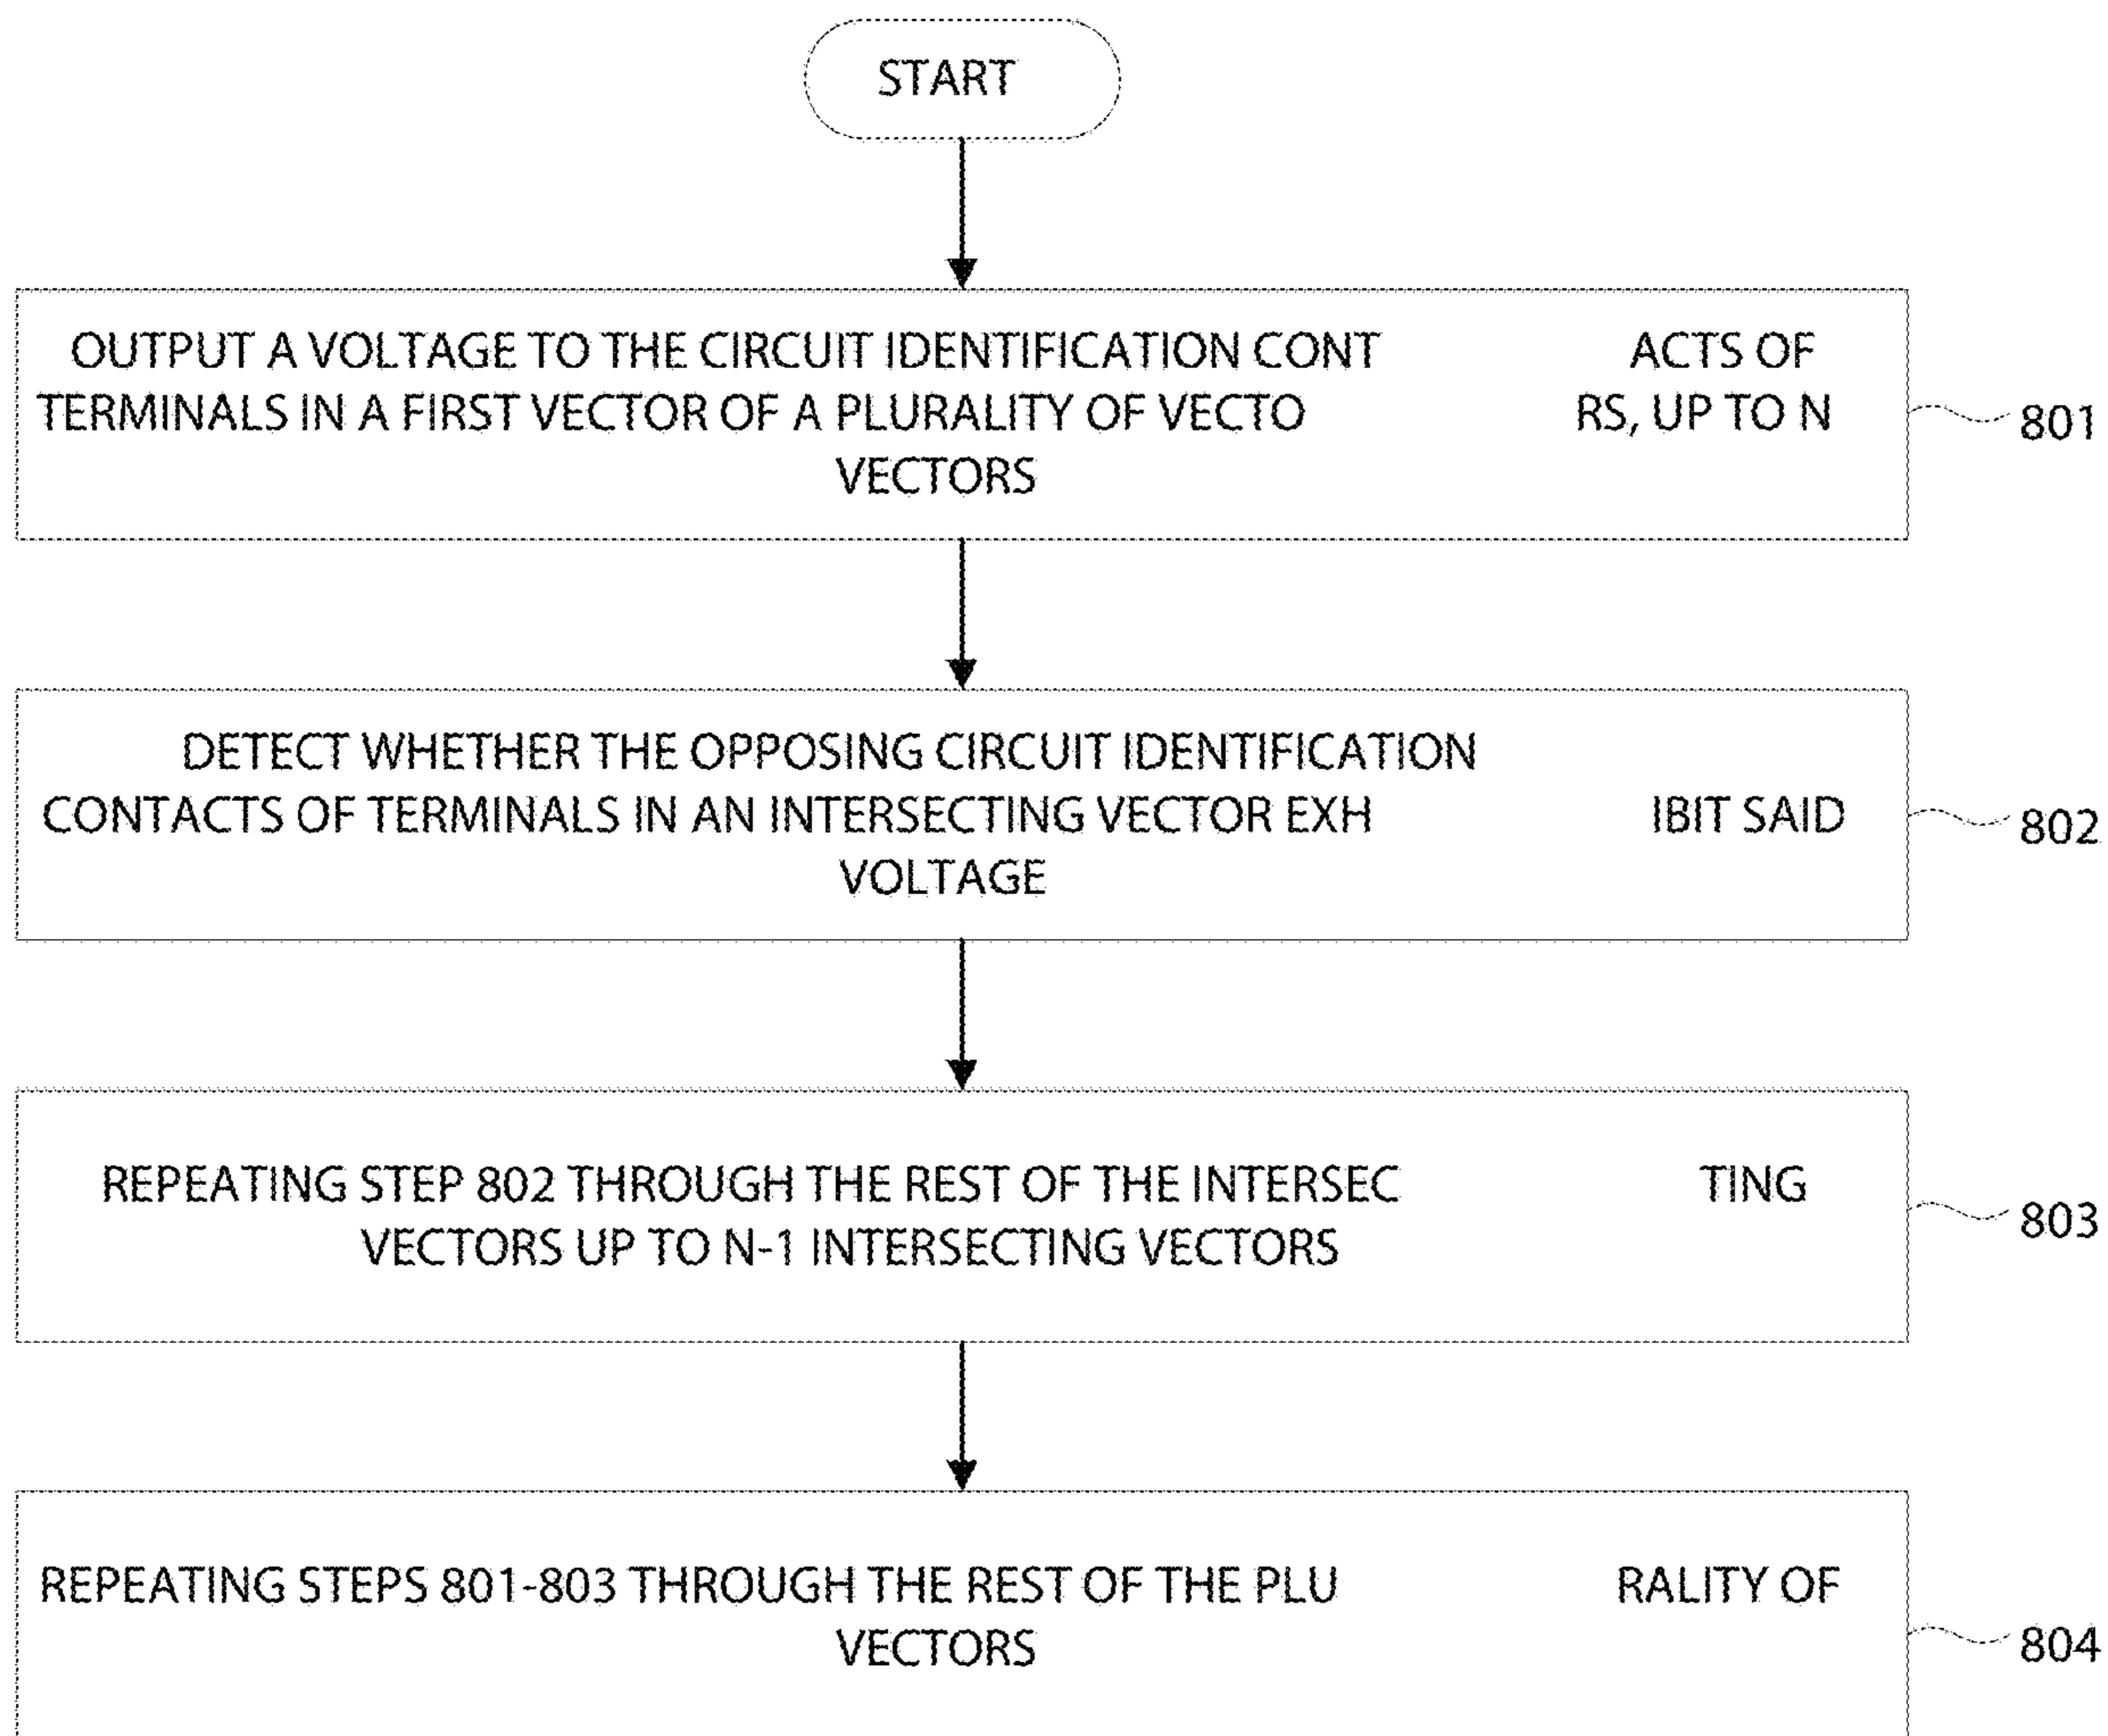 START
OUTPUT A VOLTAGE TO THE CIRCUIT IDENTIFICATION CONT ACTS OF
TERMINALS IN A FIRST VECTOR OF A PLURALITY OF VECTO RS, UP TO N
VECTORS
801
DETECT WHETHER THE OPPOSING CIRCUIT IDENTIFICATION
CONTACTS OF TERMINALS IN AN INTERSECTING VECTOR EXH IBIT SAID
VOLTAGE
802
REPEATING STEP 802 THROUGH THE REST OF THE INTERSEC TING
VECTORS UP TO N-1 INTERSECTING VECTORS
803
REPEATING STEPS 801-803 THROUGH THE REST OF THE PLU RALITY OF
VECTORS
804